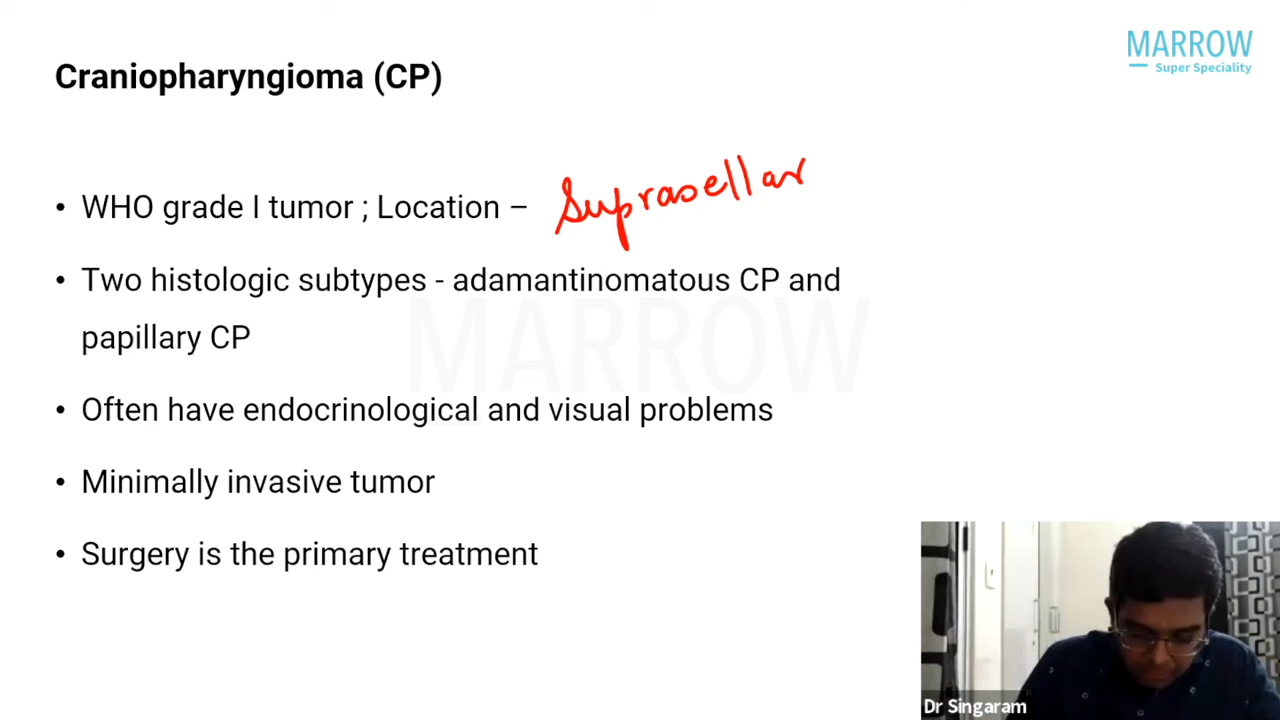 MARROW
Super Speciality
Craniopharyngioma (CP)
• WHO grade I tumor ; Location – Suprasellar
• Two histologic subtypes - adamantinomatous CP and
papillary CP
MARROW
• Often have endocrinological and visual problems
• Minimally invasive tumor
• Surgery is the primary treatment
Dr Singaram